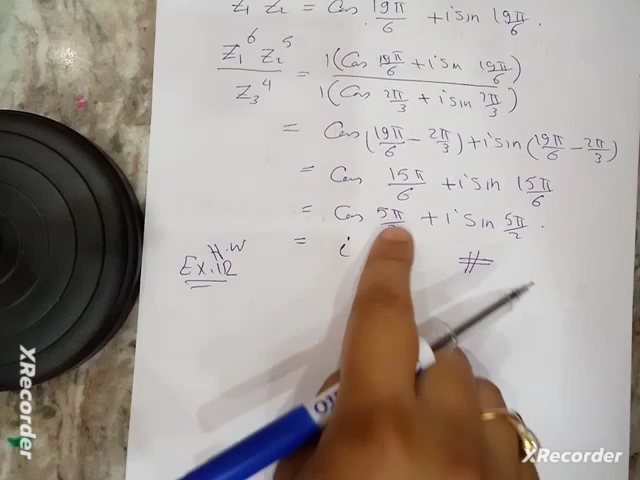 Z₁⁶ Z₂⁵ = Cos 19π/6 + i sin 19π/6.
Z₁⁶ Z₂⁵ / Z₃⁴ = 1(Cos 19π/6 + i sin 19π/6) / 1(Cos 2π/3 + i sin 2π/3)
= Cos (19π/6 − 2π/3) + i sin (19π/6 − 2π/3)
= Cos 15π/6 + i sin 15π/6
= Cos 5π/2 + i sin 5π/2.
= i
H.W
Ex.12
XRecorder
XRecorder